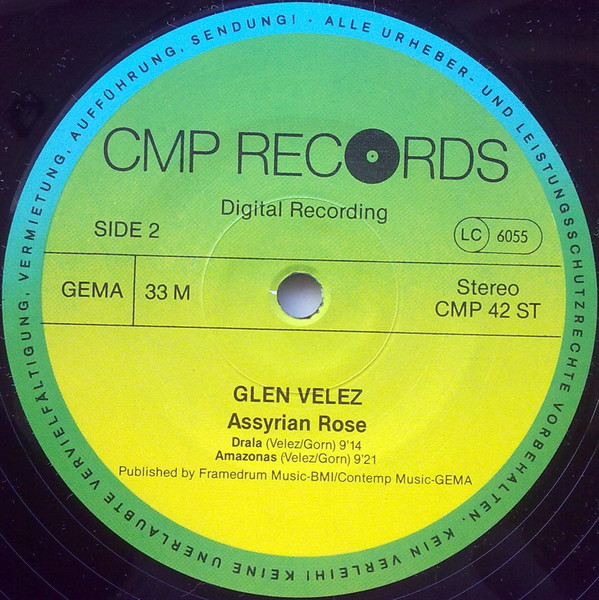 ALLE URHEBER- UND LEISTUNGSSCHUTZRECHTE VORBEHALTEN. KEIN VERLEIH! KEINE UNERLAUBTE VERVIELFÄLTIGUNG, VERMIETUNG, AUFFÜHRUNG, SENDUNG! ·
CMP RECORDS
Digital Recording
SIDE 2
LC 6055
GEMA 33 M
Stereo
CMP 42 ST
GLEN VELEZ
Assyrian Rose
Drala (Velez/Gorn) 9'14
Amazonas (Velez/Gorn) 9'21
Published by Framedrum Music-BMI/Contemp Music-GEMA